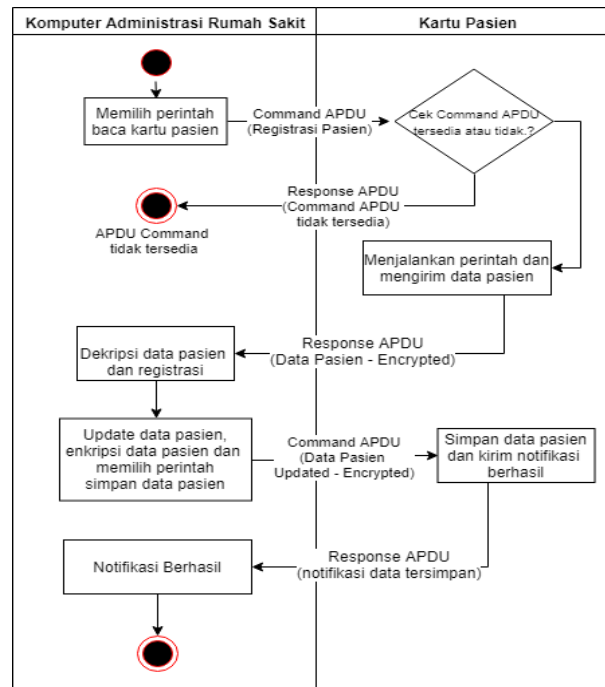 Komputer Administrasi Rumah Sakit
Kartu Pasien
Memilih perintah
baca kartu pasien
Command APDU
(Registrasi Pasien)
Cek Command APDU
tersedia atau tidak.?
Response APDU
(Command APDU
tidak tersedia)
APDU Command
tidak tersedia
Menjalankan perintah dan
mengirim data pasien
Response APDU
(Data Pasien - Encrypted)
Dekripsi data pasien
dan registrasi
Update data pasien,
enkripsi data pasien dan
memilih perintah
simpan data pasien
Command APDU
(Data Pasien
Updated - Encrypted)
Simpan data pasien
dan kirim notifikasi
berhasil
Response APDU
(notifikasi data tersimpan)
Notifikasi Berhasil